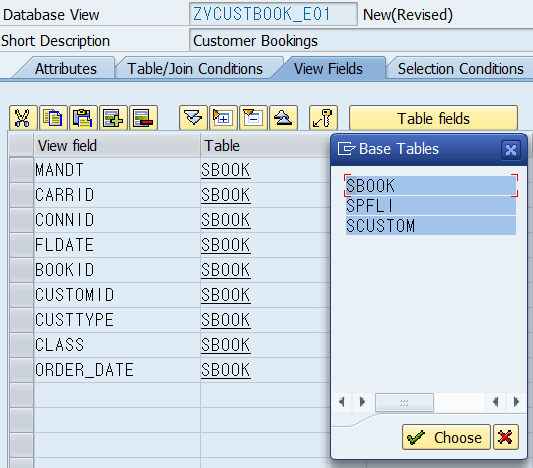 Database View ZVCUSTBOOK_E01 New(Revised)
Short Description Customer Bookings
Attributes Table/Join Conditions View Fields Selection Conditions
Table fields
View field Table
MANDT SBOOK
CARRID SBOOK
CONNID SBOOK
FLDATE SBOOK
BOOKID SBOOK
CUSTOMID SBOOK
CUSTTYPE SBOOK
CLASS SBOOK
ORDER_DATE SBOOK
Base Tables
SBOOK
SPFLI
SCUSTOM
Choose